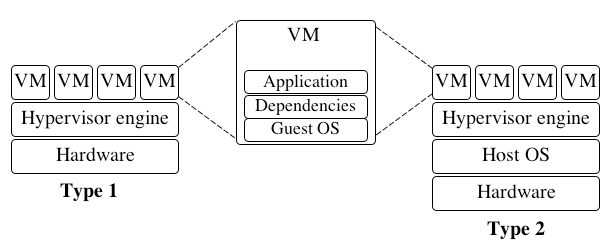 VM VM VM VM
Hypervisor engine
Hardware
Type 1
VM
Application
Dependencies
Guest OS
VM VM VM VM
Hypervisor engine
Host OS
Hardware
Type 2